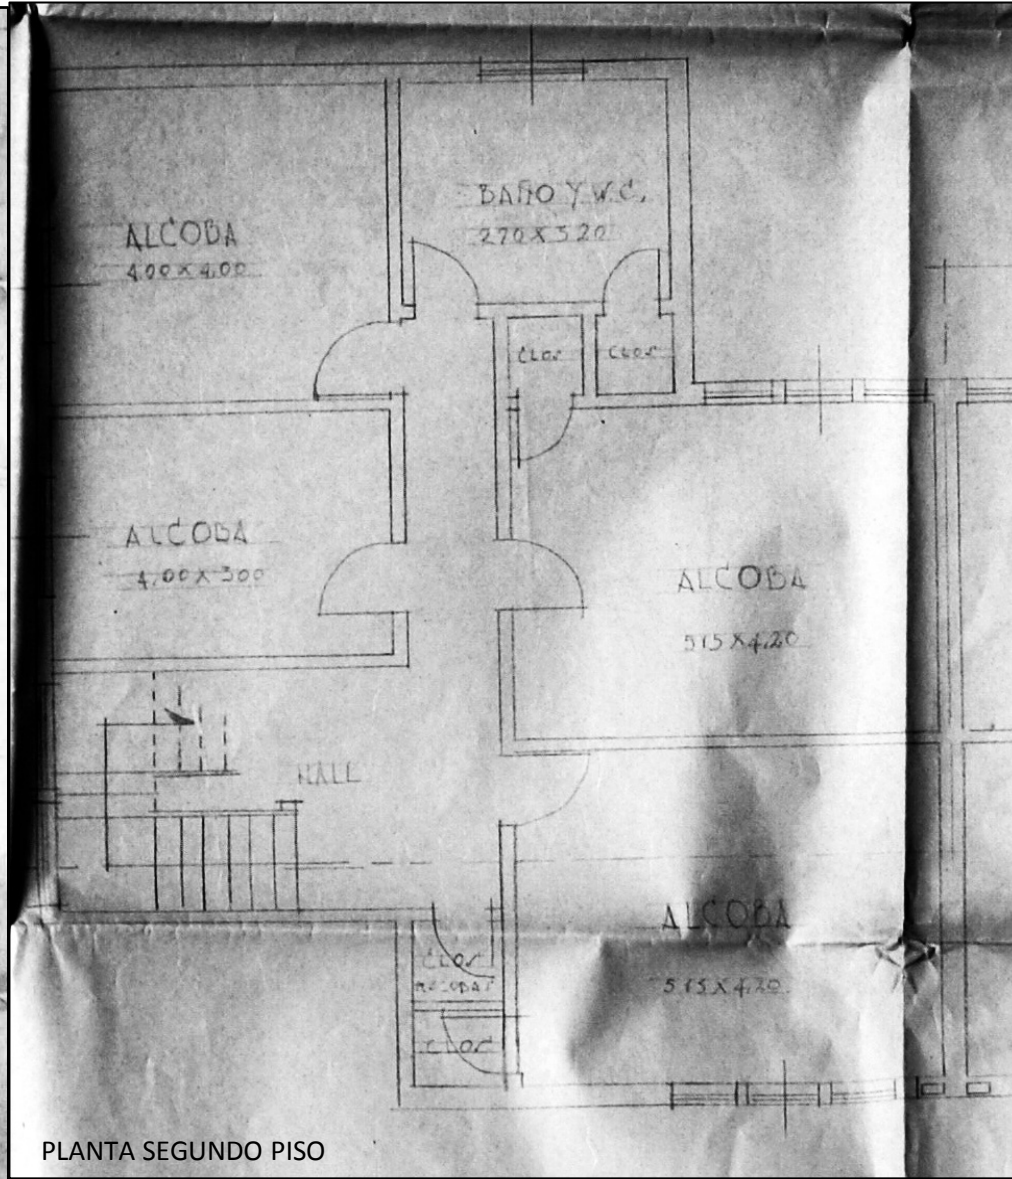 BAÑO Y W.C.
270 X 320
ALCOBA
4.00 X 4.00
CLOS
CLOS
ALCOBA
4.00 X 300
ALCOBA
515 X 4.20
HALL
ALCOBA
515 X 4.20
CLOS
CLOS
PLANTA SEGUNDO PISO